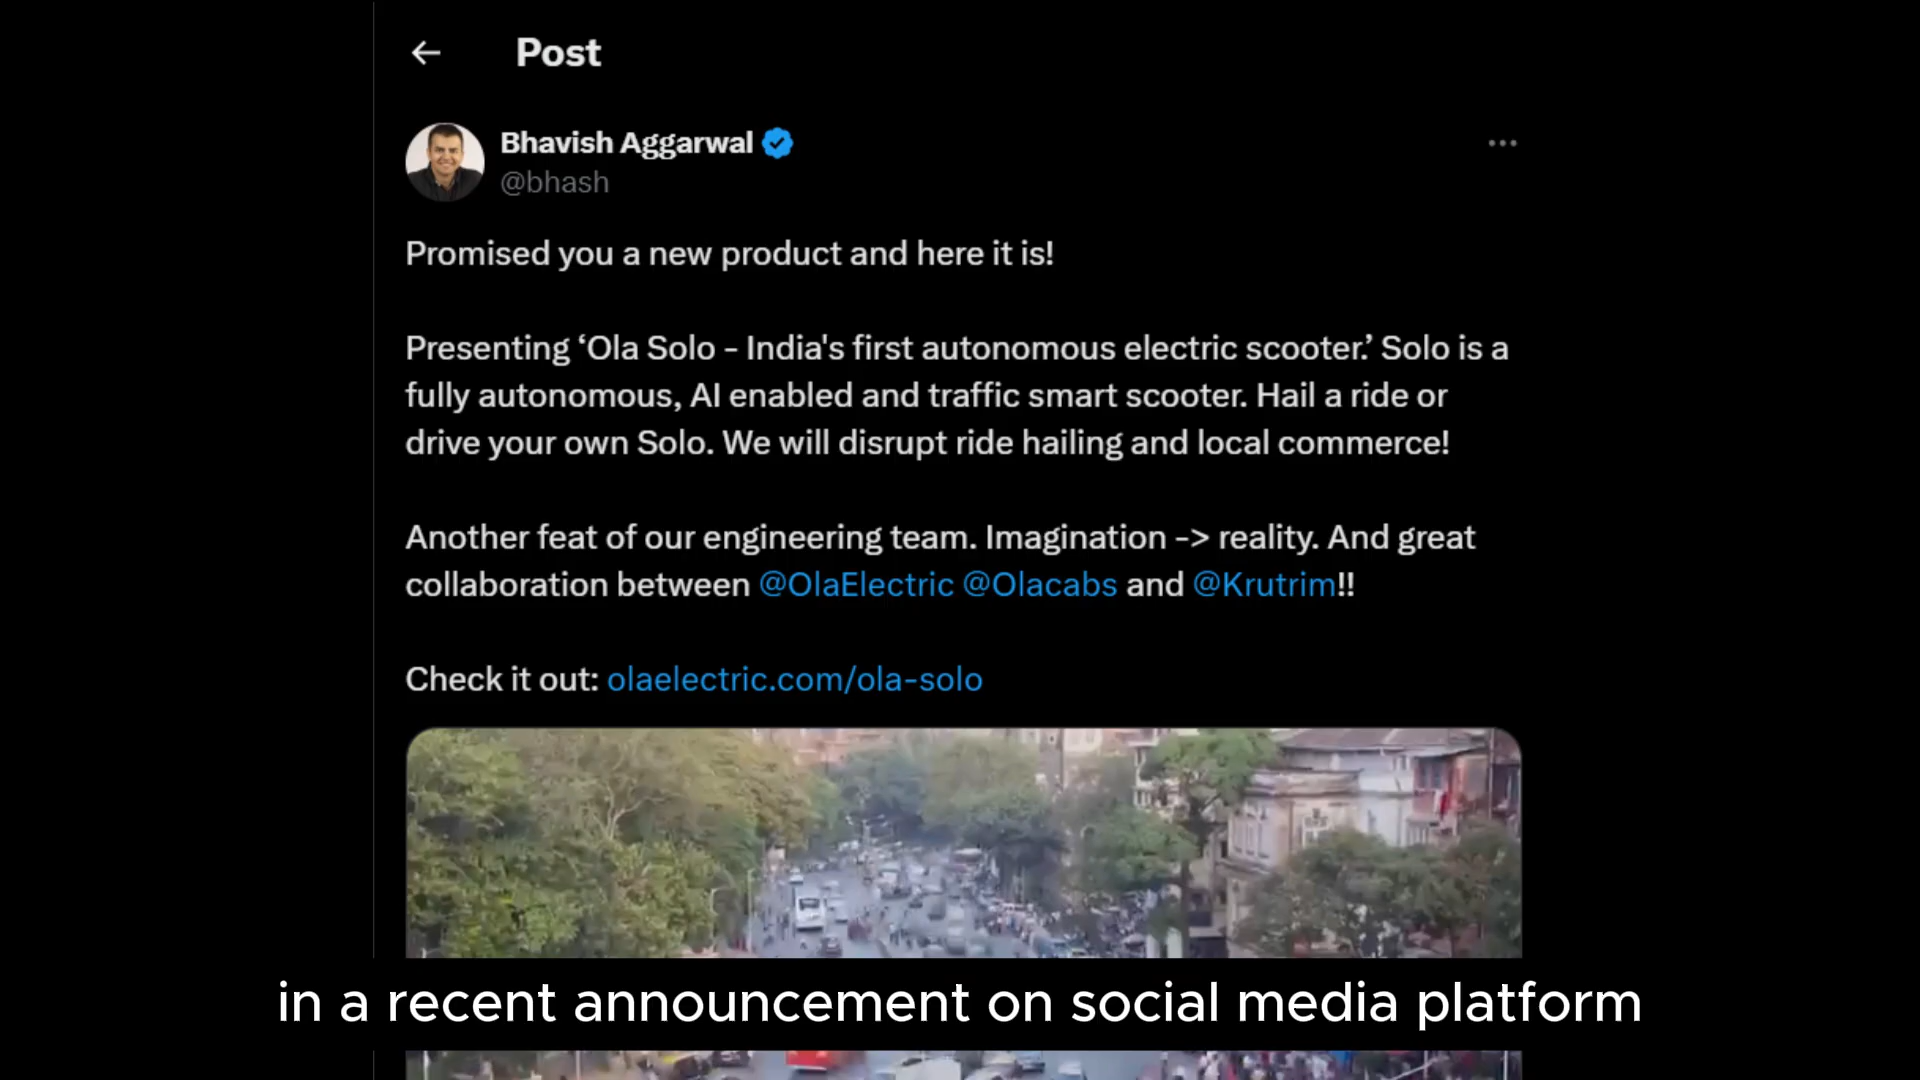 Post
Bhavish Aggarwal
@bhash
Promised you a new product and here it is!
Presenting ‘Ola Solo - India's first autonomous electric scooter.’ Solo is a
fully autonomous, AI enabled and traffic smart scooter. Hail a ride or
drive your own Solo. We will disrupt ride hailing and local commerce!
Another feat of our engineering team. Imagination -> reality. And great
collaboration between @OlaElectric @Olacabs and @Krutrim!!
Check it out: olaelectric.com/ola-solo
in a recent announcement on social media platform